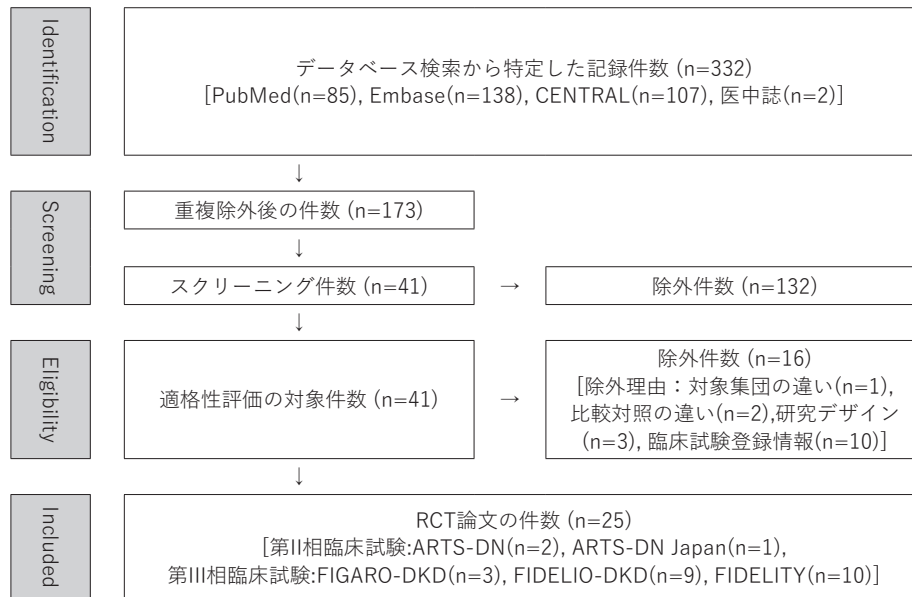 Identification
データベース検索から特定した記録件数 (n=332)
[PubMed(n=85), Embase(n=138), CENTRAL(n=107), 医中誌(n=2)]
↓
Screening
重複除外後の件数 (n=173)
↓
スクリーニング件数 (n=41)
→
除外件数 (n=132)
↓
Eligibility
適格性評価の対象件数 (n=41)
→
除外件数 (n=16)
[除外理由：対象集団の違い(n=1),
比較対照の違い(n=2),研究デザイン
(n=3), 臨床試験登録情報(n=10)]
↓
Included
RCT論文の件数 (n=25)
[第II相臨床試験:ARTS-DN(n=2), ARTS-DN Japan(n=1),
第III相臨床試験:FIGARO-DKD(n=3), FIDELIO-DKD(n=9), FIDELITY(n=10)]